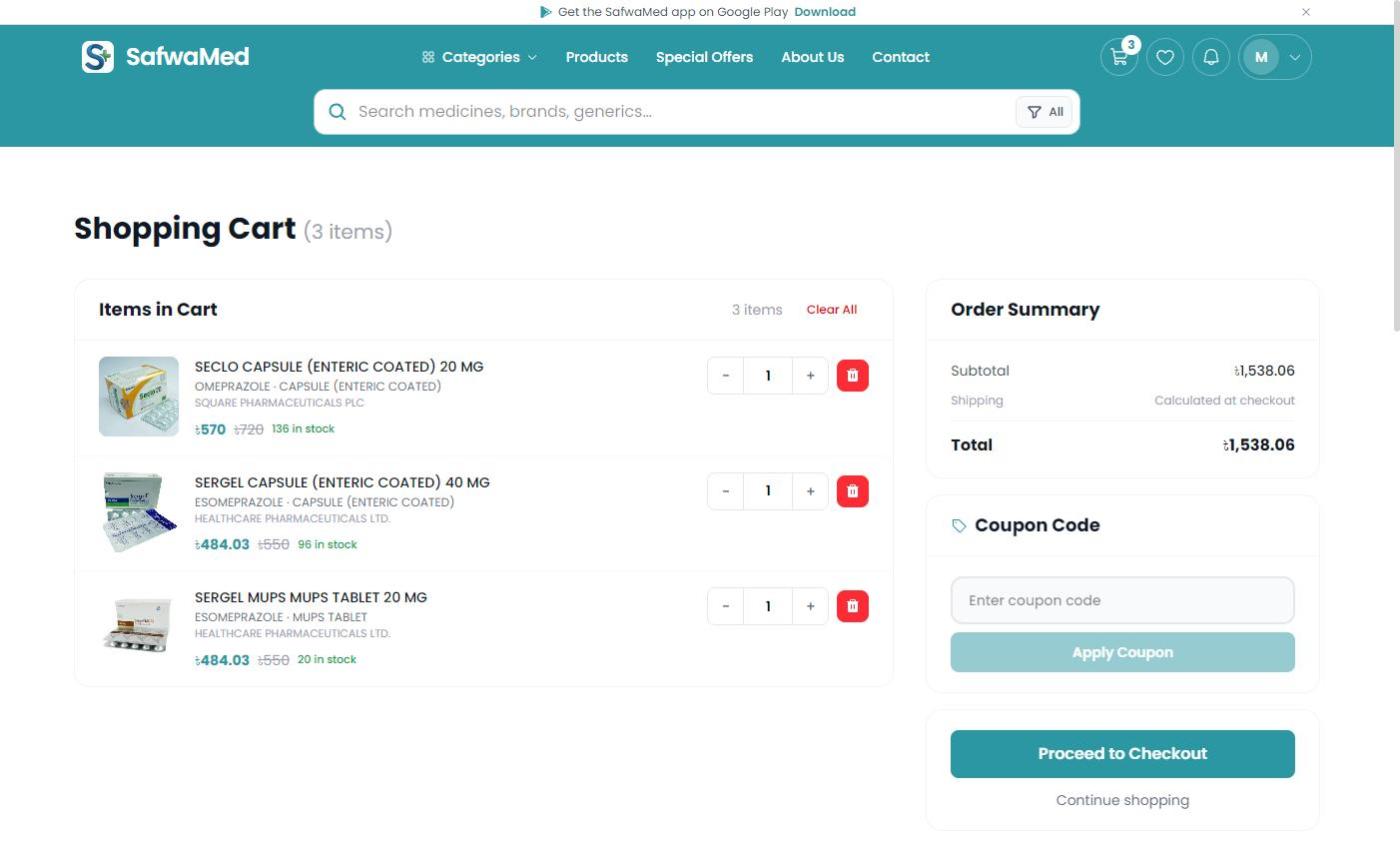 Get the SafwaMed app on Google Play Download
SafwaMed
Categories
Products
Special Offers
About Us
Contact
3
M
Search medicines, brands, generics...
All
Shopping Cart (3 items)
Items in Cart
3 items
Clear All
SECLO CAPSULE (ENTERIC COATED) 20 MG
OMEPRAZOLE · CAPSULE (ENTERIC COATED)
SQUARE PHARMACEUTICALS PLC
৳570 ৳720 136 in stock
- 1 +
SERGEL CAPSULE (ENTERIC COATED) 40 MG
ESOMEPRAZOLE · CAPSULE (ENTERIC COATED)
HEALTHCARE PHARMACEUTICALS LTD.
৳484.03 ৳550 96 in stock
- 1 +
SERGEL MUPS MUPS TABLET 20 MG
ESOMEPRAZOLE · MUPS TABLET
HEALTHCARE PHARMACEUTICALS LTD.
৳484.03 ৳550 20 in stock
- 1 +
Order Summary
Subtotal ৳1,538.06
Shipping Calculated at checkout
Total ৳1,538.06
Coupon Code
Enter coupon code
Apply Coupon
Proceed to Checkout
Continue shopping